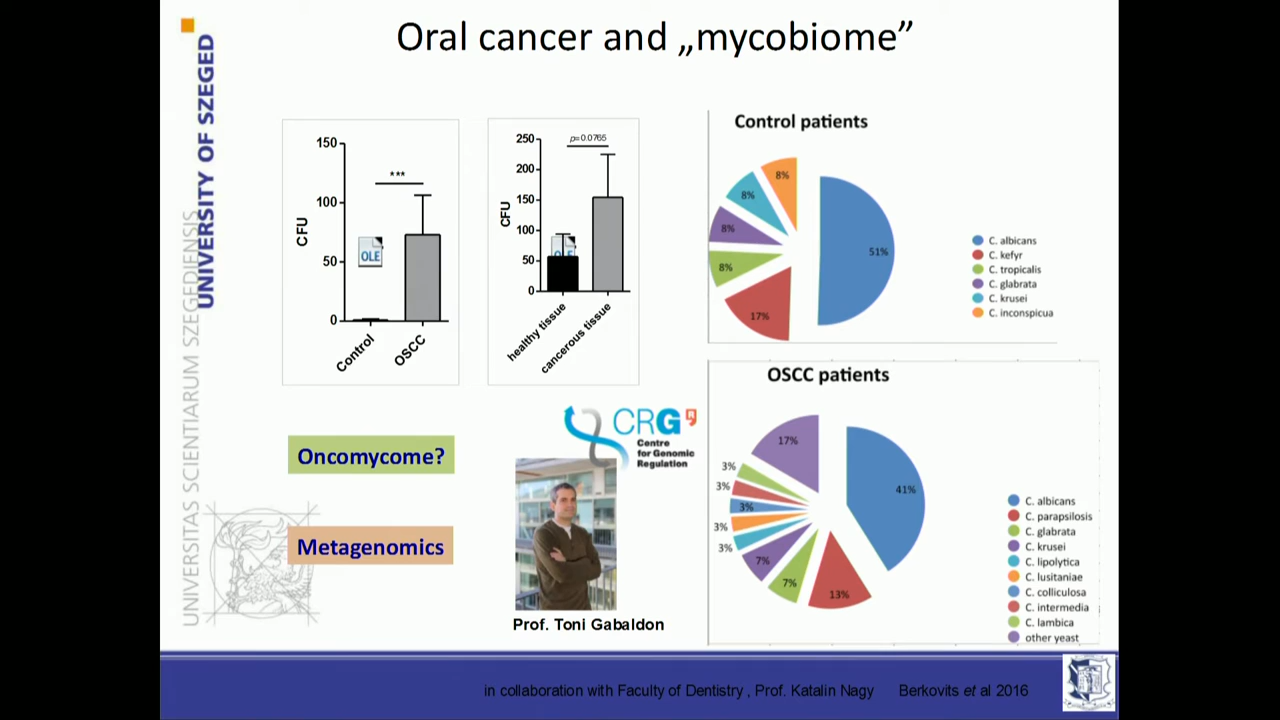 Oral cancer and „mycobiome”
UNIVERSITY OF SZEGED
UNIVERSITAS SCIENTIARUM SZEGEDIENSIS
150
100
50
0
CFU
***
OLE
Control
OSCC
250
200
150
100
50
0
CFU
p=0.0765
OLE
healthy tissue
cancerous tissue
Control patients
8%
8%
8%
8%
17%
51%
C. albicans
C. kefyr
C. tropicalis
C. glabrata
C. krusei
C. inconspicua
OSCC patients
17%
3%
3%
3%
3%
3%
7%
7%
13%
41%
C. albicans
C. parapsilosis
C. glabrata
C. krusei
C. lipolytica
C. lusitaniae
C. colliculosa
C. intermedia
C. lambica
other yeast
Oncomycome?
Metagenomics
CRG
Centre
for Genomic
Regulation
Prof. Toni Gabaldon
in collaboration with Faculty of Dentistry , Prof. Katalin Nagy Berkovits et al 2016